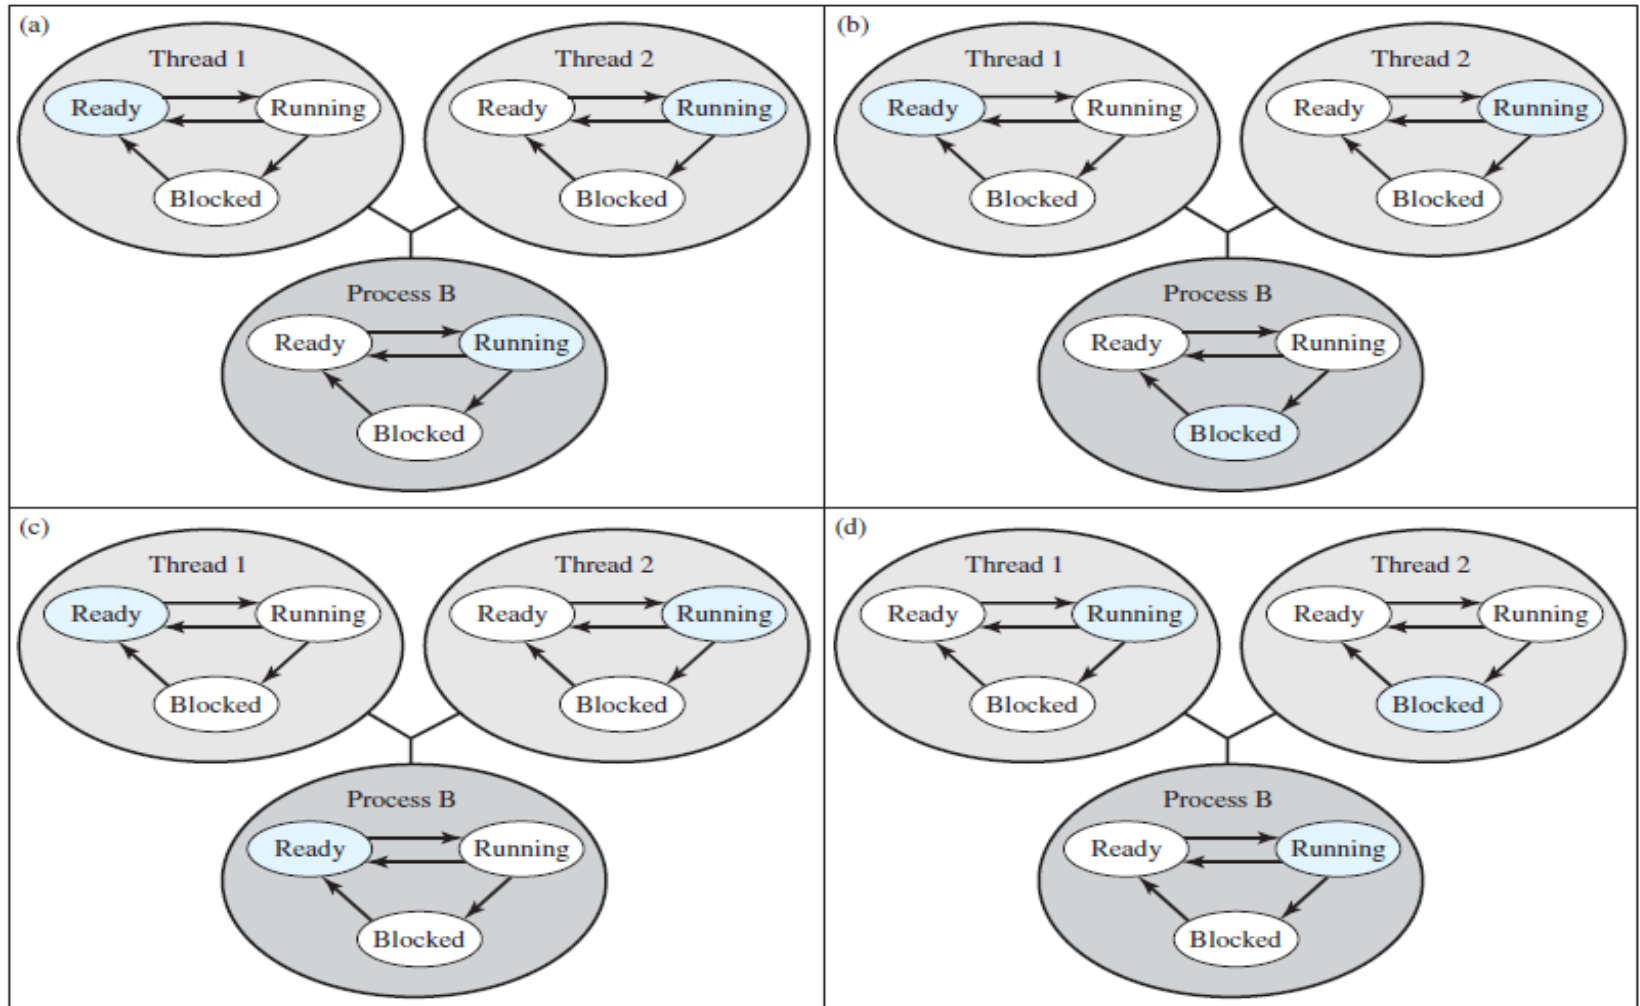 (a)
Thread 1
Thread 2
Ready
Running
Ready
Running
Blocked
Blocked
Process B
Ready
Running
Blocked
(b)
Thread 1
Thread 2
Ready
Running
Ready
Running
Blocked
Blocked
Process B
Ready
Running
Blocked
(c)
Thread 1
Thread 2
Ready
Running
Ready
Running
Blocked
Blocked
Process B
Ready
Running
Blocked
(d)
Thread 1
Thread 2
Ready
Running
Ready
Running
Blocked
Blocked
Process B
Ready
Running
Blocked